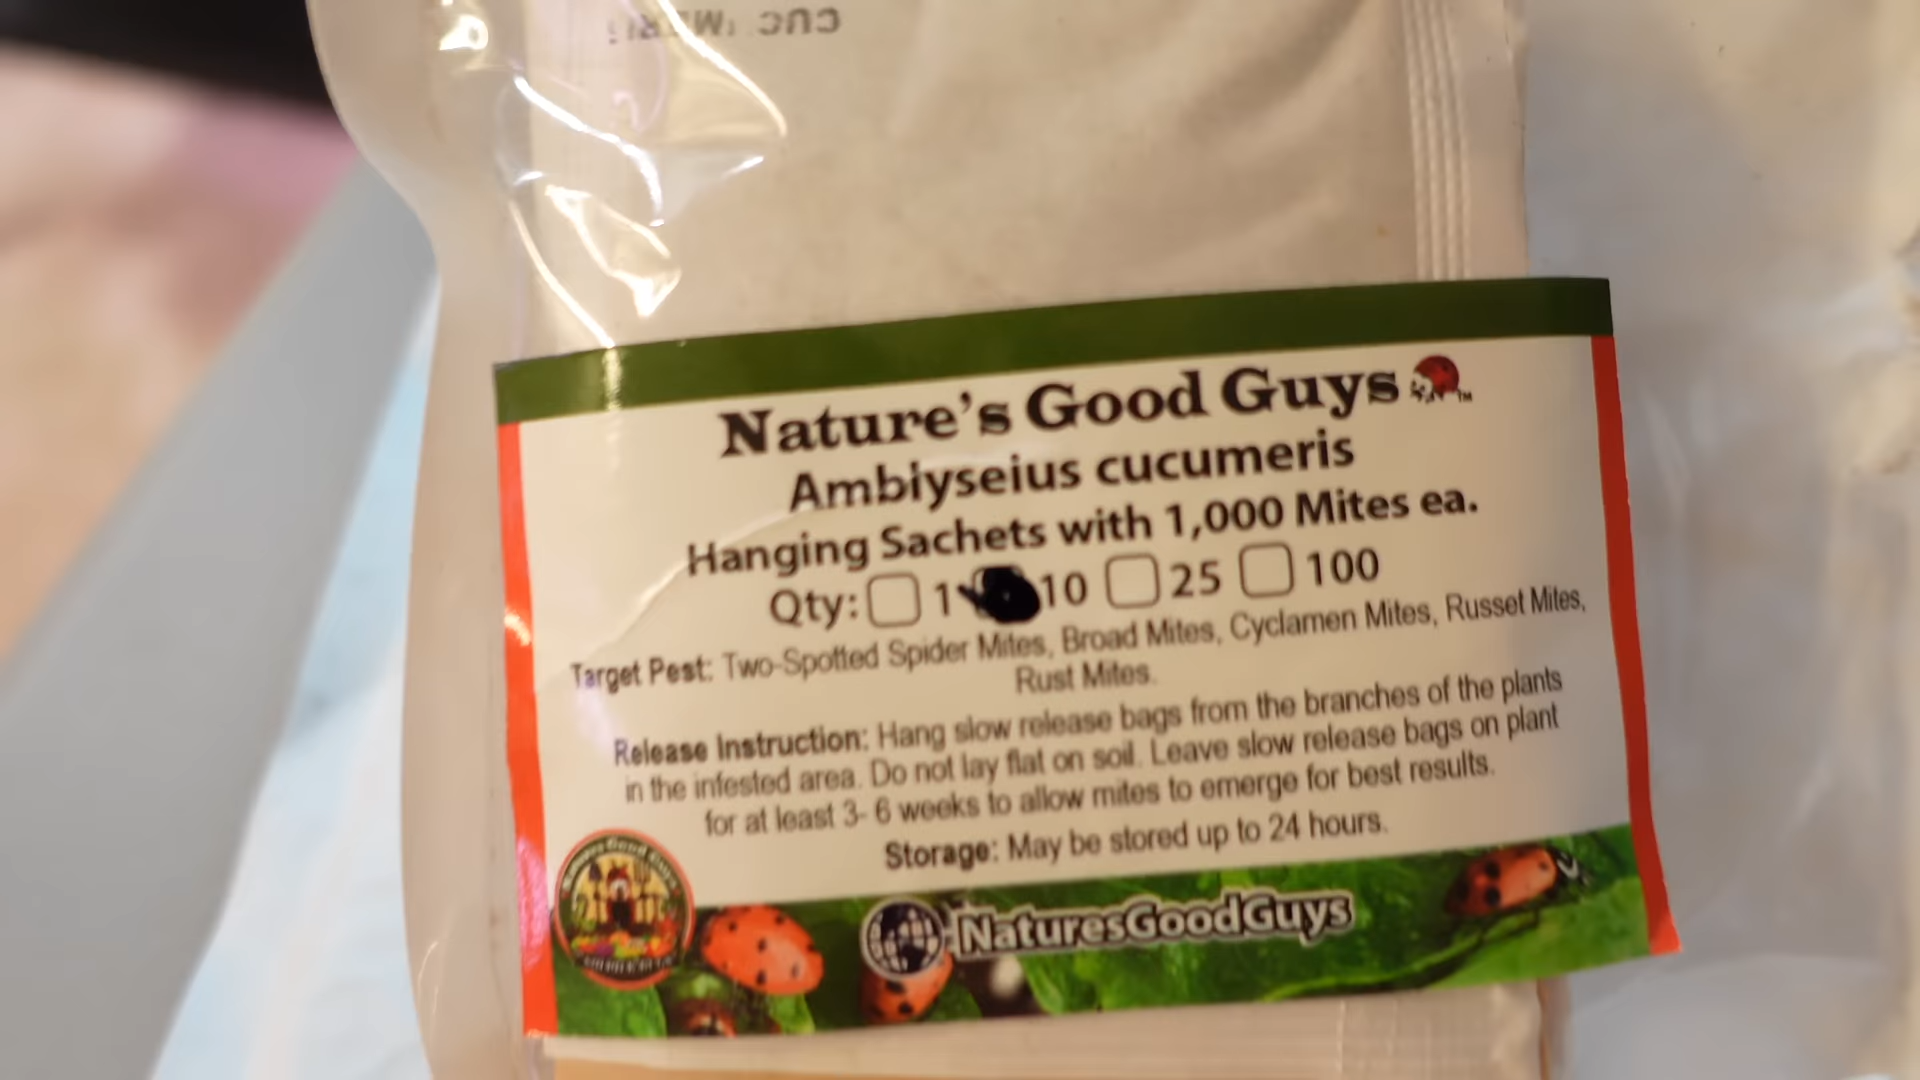 Nature's Good Guys TM
Ambiyseius cucumeris
Hanging Sachets with 1,000 Mites ea.
Qty: 1 10 25 100
Target Pest: Two-Spotted Spider Mites, Broad Mites, Cyclamen Mites, Russet Mites,
Rust Mites.
Release Instruction: Hang slow release bags from the branches of the plants
in the infested area. Do not lay flat on soil. Leave slow release bags on plant
for at least 3- 6 weeks to allow mites to emerge for best results.
Storage: May be stored up to 24 hours.
NaturesGoodGuys